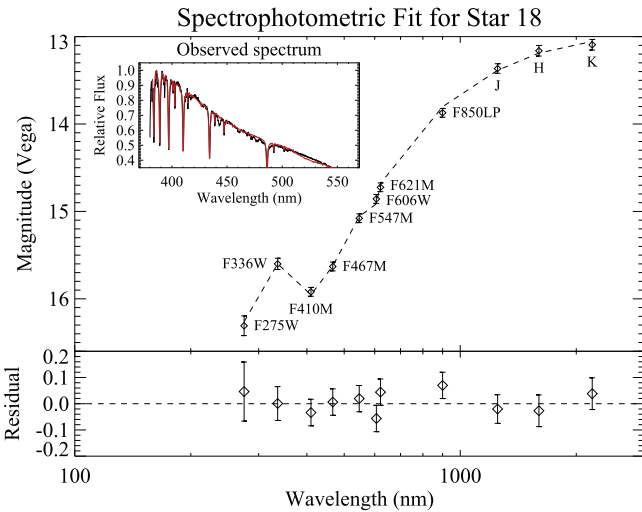 Spectrophotometric Fit for Star 18
Magnitude (Vega)
13
14
15
16
Observed spectrum
Relative Flux
1.0
0.9
0.8
0.7
0.6
0.5
0.4
400 450 500 550
Wavelength (nm)
F275W
F336W
F410M
F467M
F547M
F606W
F621M
F850LP
J
H
K
Residual
0.2
0.1
0.0
-0.1
-0.2
100 1000
Wavelength (nm)